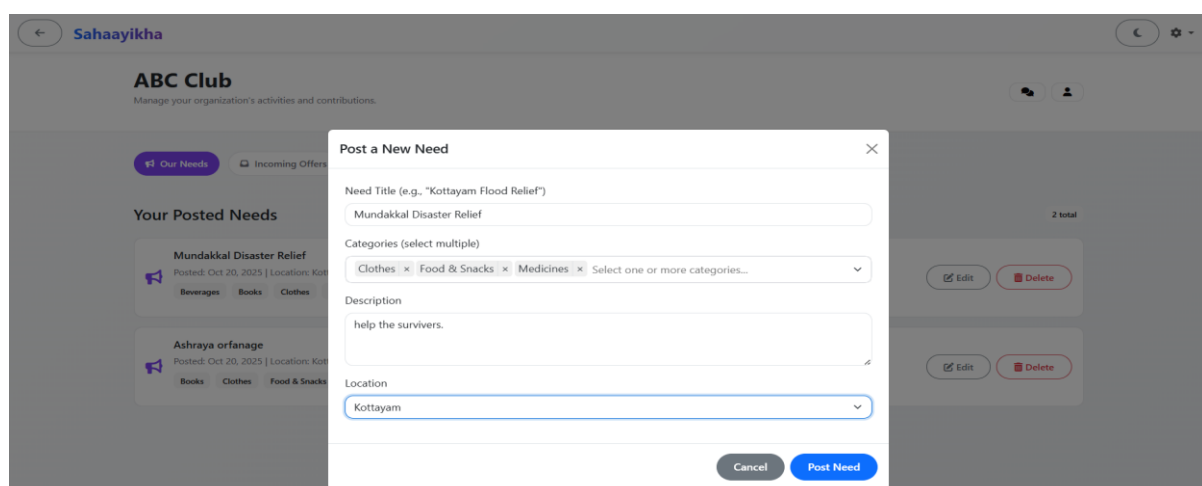 Sahaayikha
ABC Club
Manage your organization's activities and contributions.
Our Needs
Incoming Offers
Your Posted Needs
2 total
Mundakkal Disaster Relief
Posted: Oct 20, 2025 | Location: Kott
Beverages Books Clothes
Edit
Delete
Ashraya orfanage
Posted: Oct 20, 2025 | Location: Kott
Books Clothes Food & Snacks
Edit
Delete
Post a New Need
Need Title (e.g., "Kottayam Flood Relief")
Mundakkal Disaster Relief
Categories (select multiple)
Clothes × Food & Snacks × Medicines × Select one or more categories...
Description
help the survivers.
Location
Kottayam
Cancel
Post Need